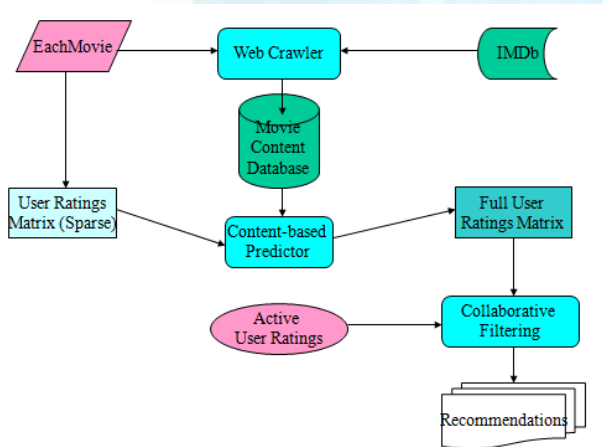 EachMovie
Web Crawler
IMDb
Movie
Content
Database
User Ratings
Matrix (Sparse)
Content-based
Predictor
Full User
Ratings Matrix
Active
User Ratings
Collaborative
Filtering
Recommendations